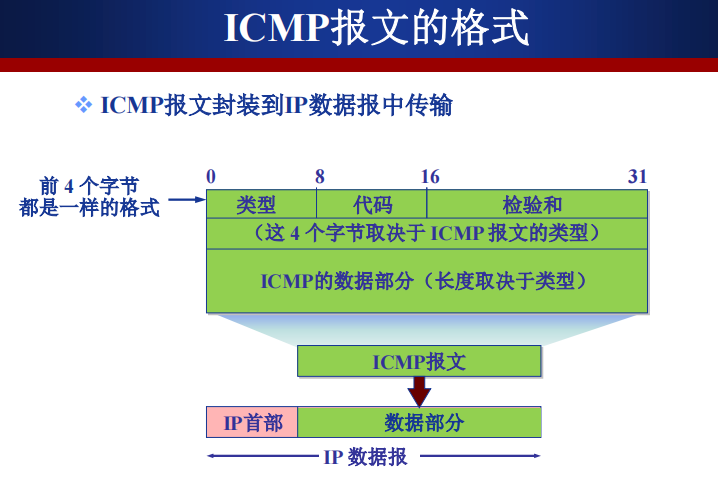 ICMP报文的格式
❖ ICMP报文封装到IP数据报中传输
0 8 16 31
前 4 个字节
都是一样的格式
类型 代码 检验和
（这 4 个字节取决于 ICMP 报文的类型）
ICMP的数据部分（长度取决于类型）
ICMP报文
IP首部 数据部分
IP 数据报